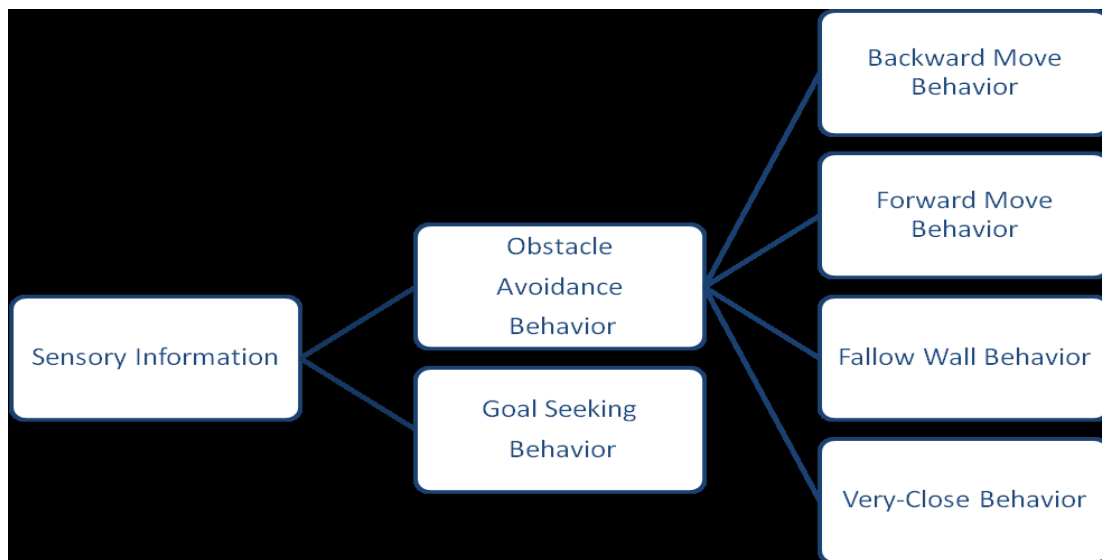 Sensory Information
Obstacle
Avoidance
Behavior
Goal Seeking
Behavior
Backward Move
Behavior
Forward Move
Behavior
Fallow Wall Behavior
Very-Close Behavior